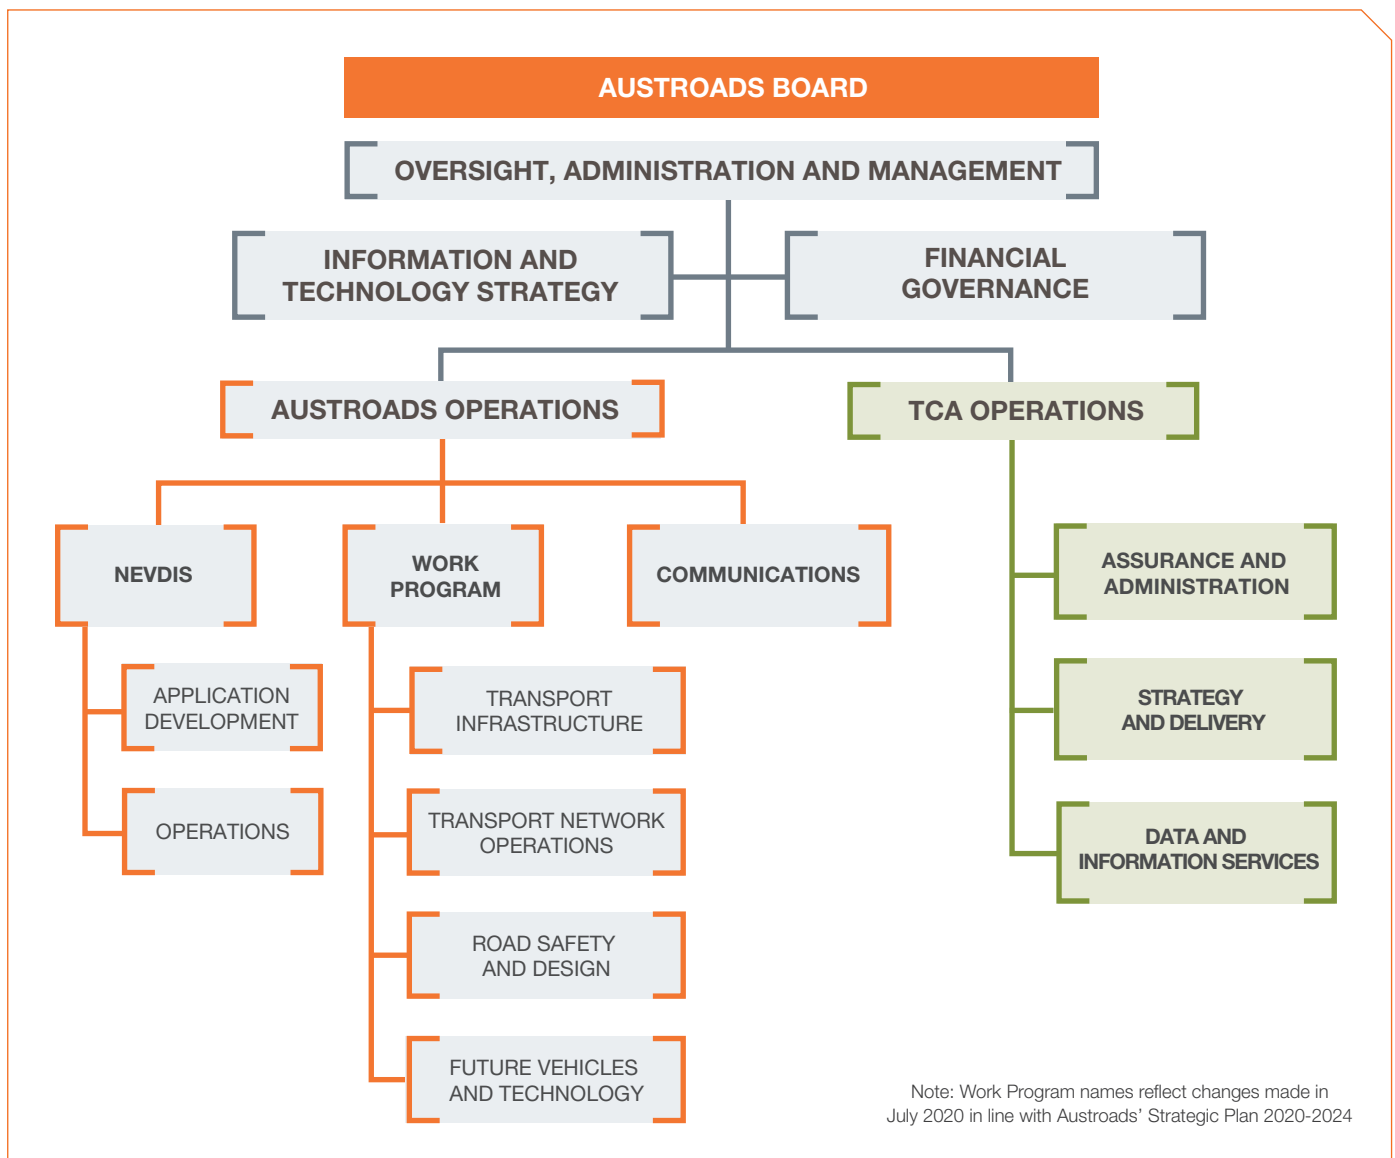 AUSTROADS BOARD
OVERSIGHT, ADMINISTRATION AND MANAGEMENT
INFORMATION AND
TECHNOLOGY STRATEGY
FINANCIAL
GOVERNANCE
AUSTROADS OPERATIONS
TCA OPERATIONS
NEVDIS
WORK
PROGRAM
COMMUNICATIONS
APPLICATION
DEVELOPMENT
OPERATIONS
TRANSPORT
INFRASTRUCTURE
TRANSPORT NETWORK
OPERATIONS
ROAD SAFETY
AND DESIGN
FUTURE VEHICLES
AND TECHNOLOGY
ASSURANCE AND
ADMINISTRATION
STRATEGY
AND DELIVERY
DATA AND
INFORMATION SERVICES
Note: Work Program names reflect changes made in
July 2020 in line with Austroads’ Strategic Plan 2020-2024